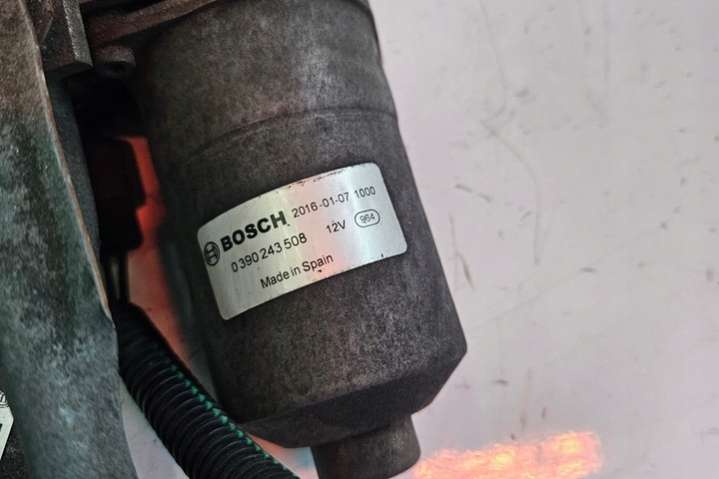 BOSCH 2016-01-07 1000
0 390 243 508 12V 964
Made in Spain